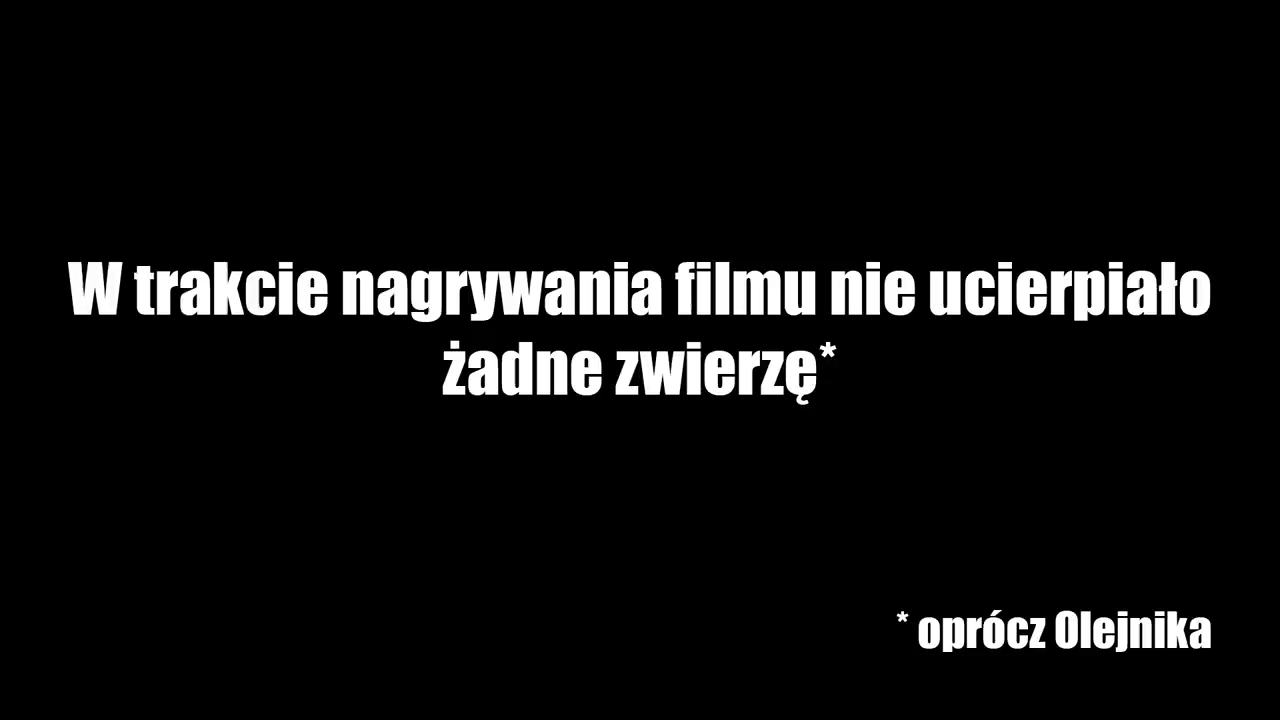 W trakcie nagrywania filmu nie ucierpiało
żadne zwierzę*
* oprócz Olejnika